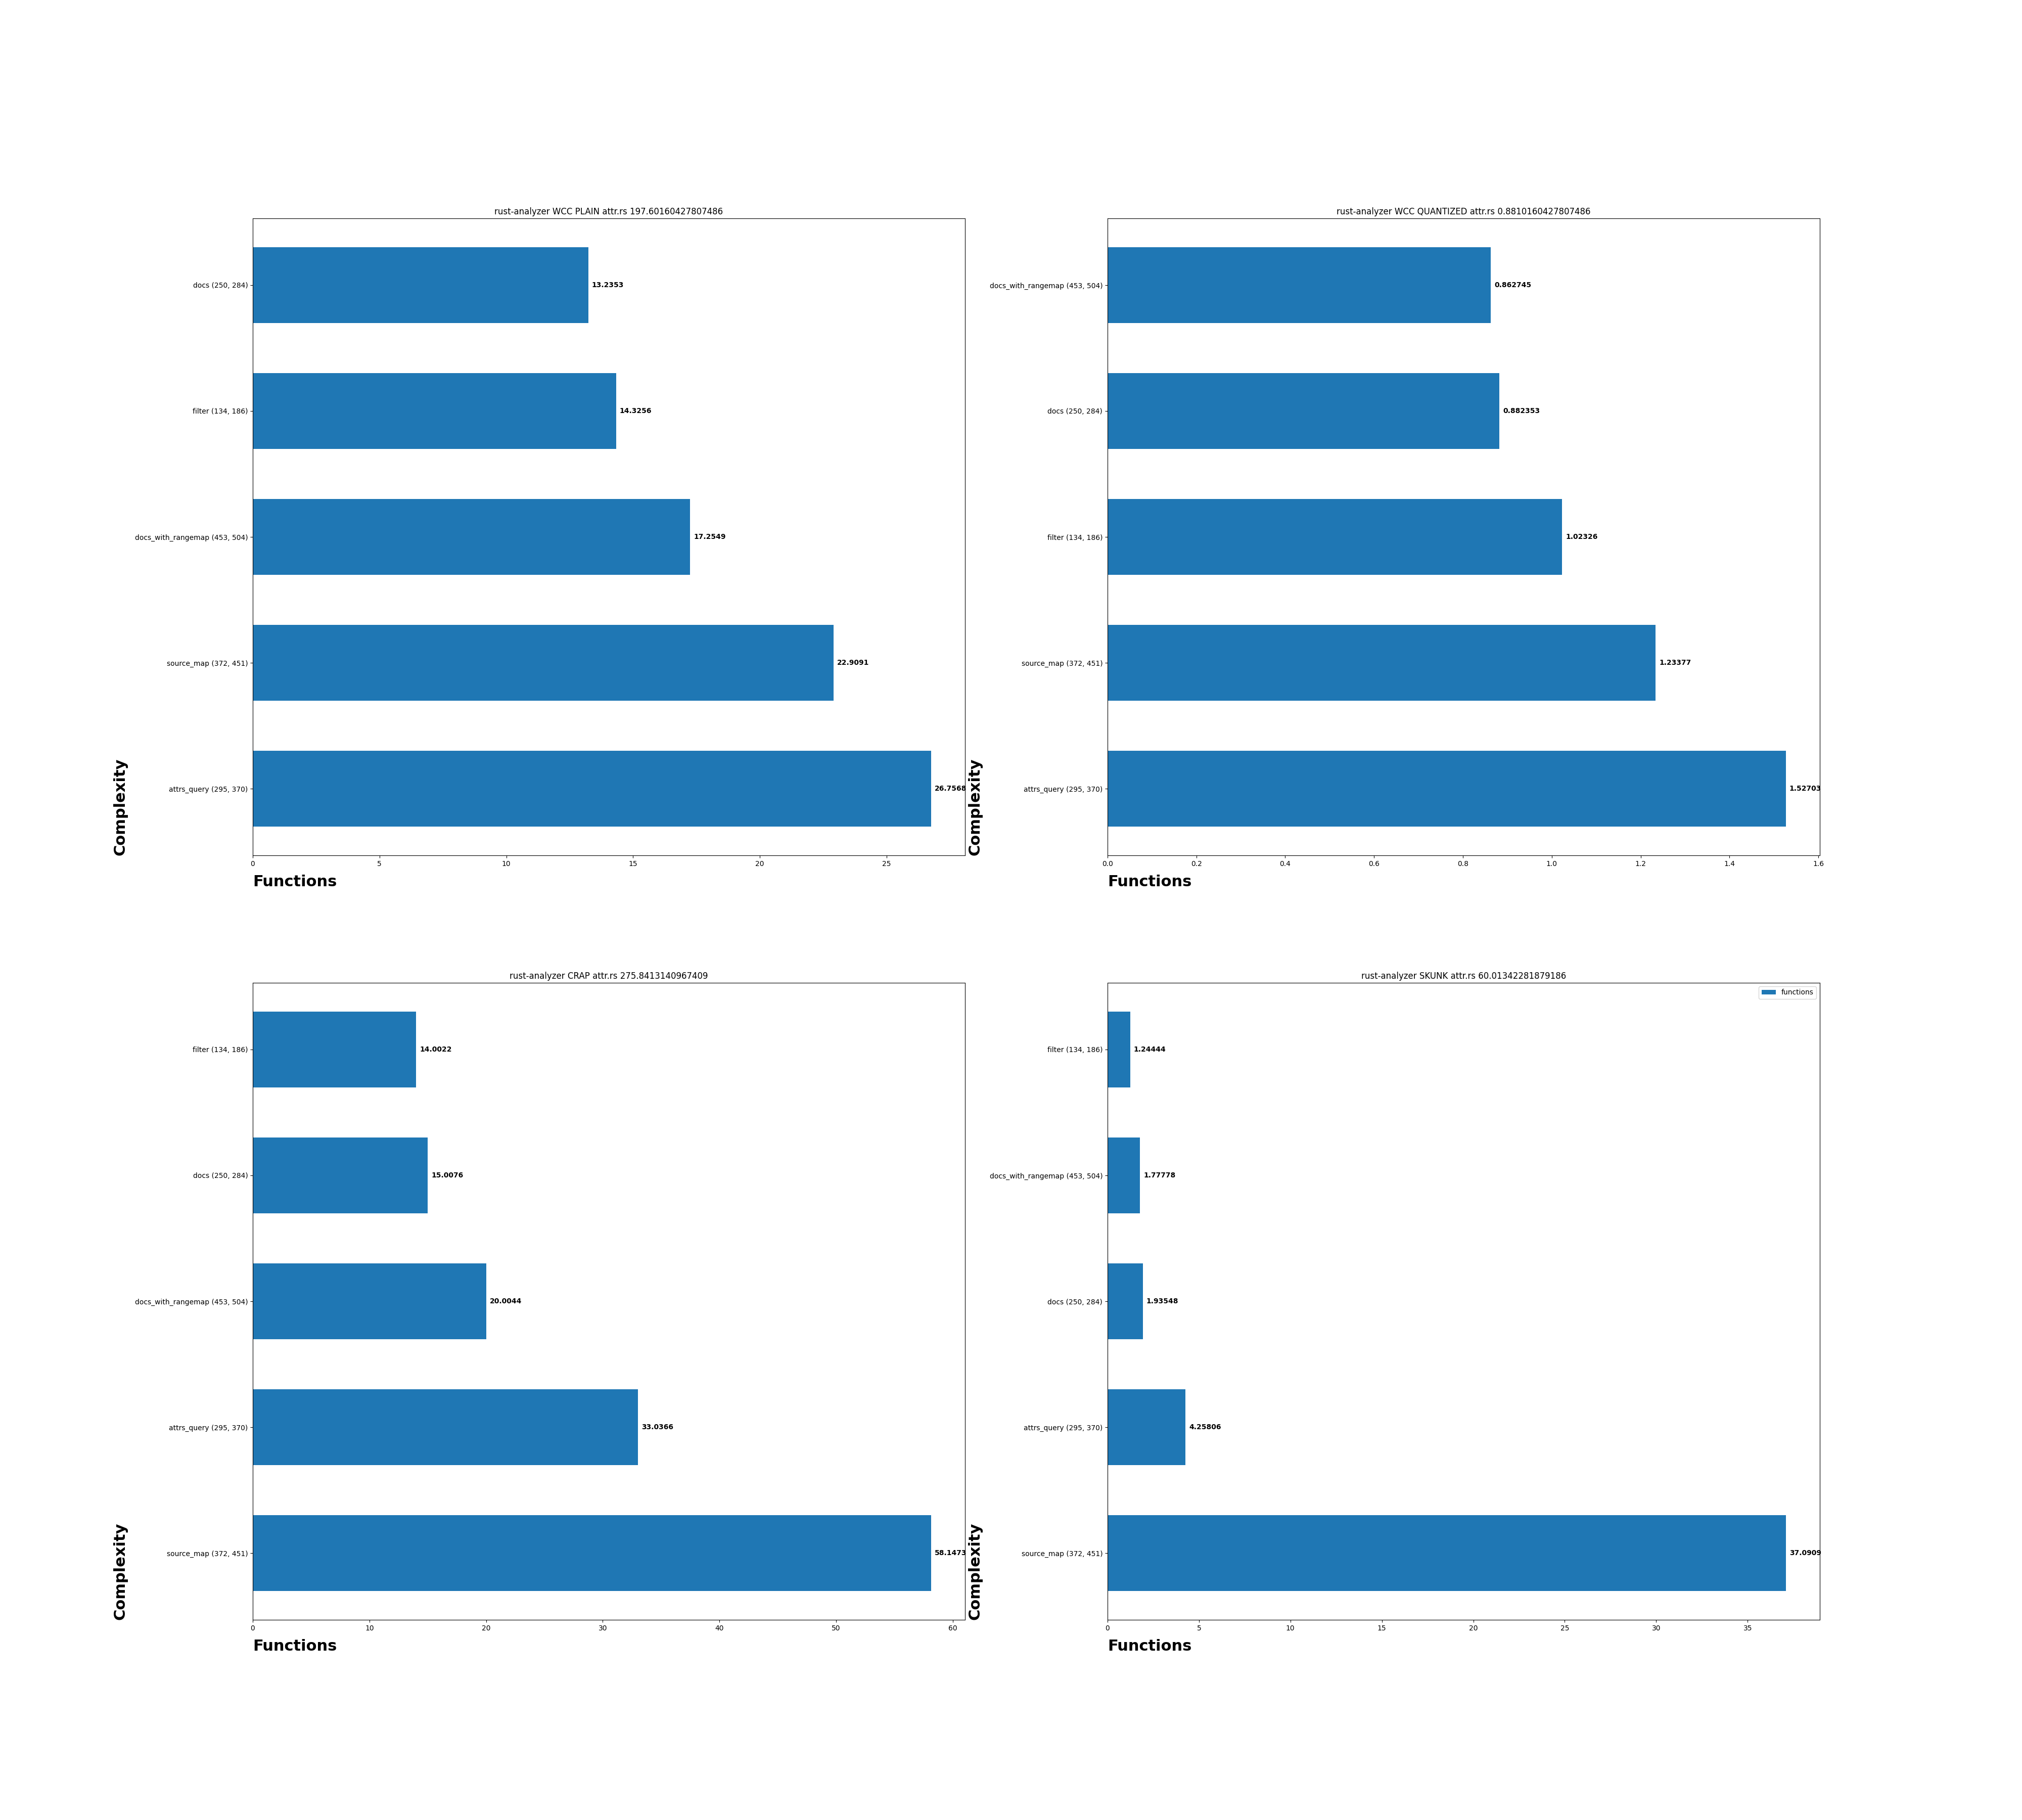 rust-analyzer WCC PLAIN attr.rs 197.60160427807486
docs (250, 284)
13.2353
filter (134, 186)
14.3256
docs_with_rangemap (453, 504)
17.2549
source_map (372, 451)
22.9091
attrs_query (295, 370)
26.7568
Complexity
0 5 10 15 20 25
Functions
rust-analyzer WCC QUANTIZED attr.rs 0.8810160427807486
docs_with_rangemap (453, 504)
0.862745
docs (250, 284)
0.882353
filter (134, 186)
1.02326
source_map (372, 451)
1.23377
attrs_query (295, 370)
1.52703
Complexity
0.0 0.2 0.4 0.6 0.8 1.0 1.2 1.4 1.6
Functions
rust-analyzer CRAP attr.rs 275.8413140967409
filter (134, 186)
14.0022
docs (250, 284)
15.0076
docs_with_rangemap (453, 504)
20.0044
attrs_query (295, 370)
33.0366
source_map (372, 451)
58.1473
Complexity
0 10 20 30 40 50 60
Functions
rust-analyzer SKUNK attr.rs 60.01342281879186
functions
filter (134, 186)
1.24444
docs_with_rangemap (453, 504)
1.77778
docs (250, 284)
1.93548
attrs_query (295, 370)
4.25806
source_map (372, 451)
37.0909
Complexity
0 5 10 15 20 25 30 35
Functions